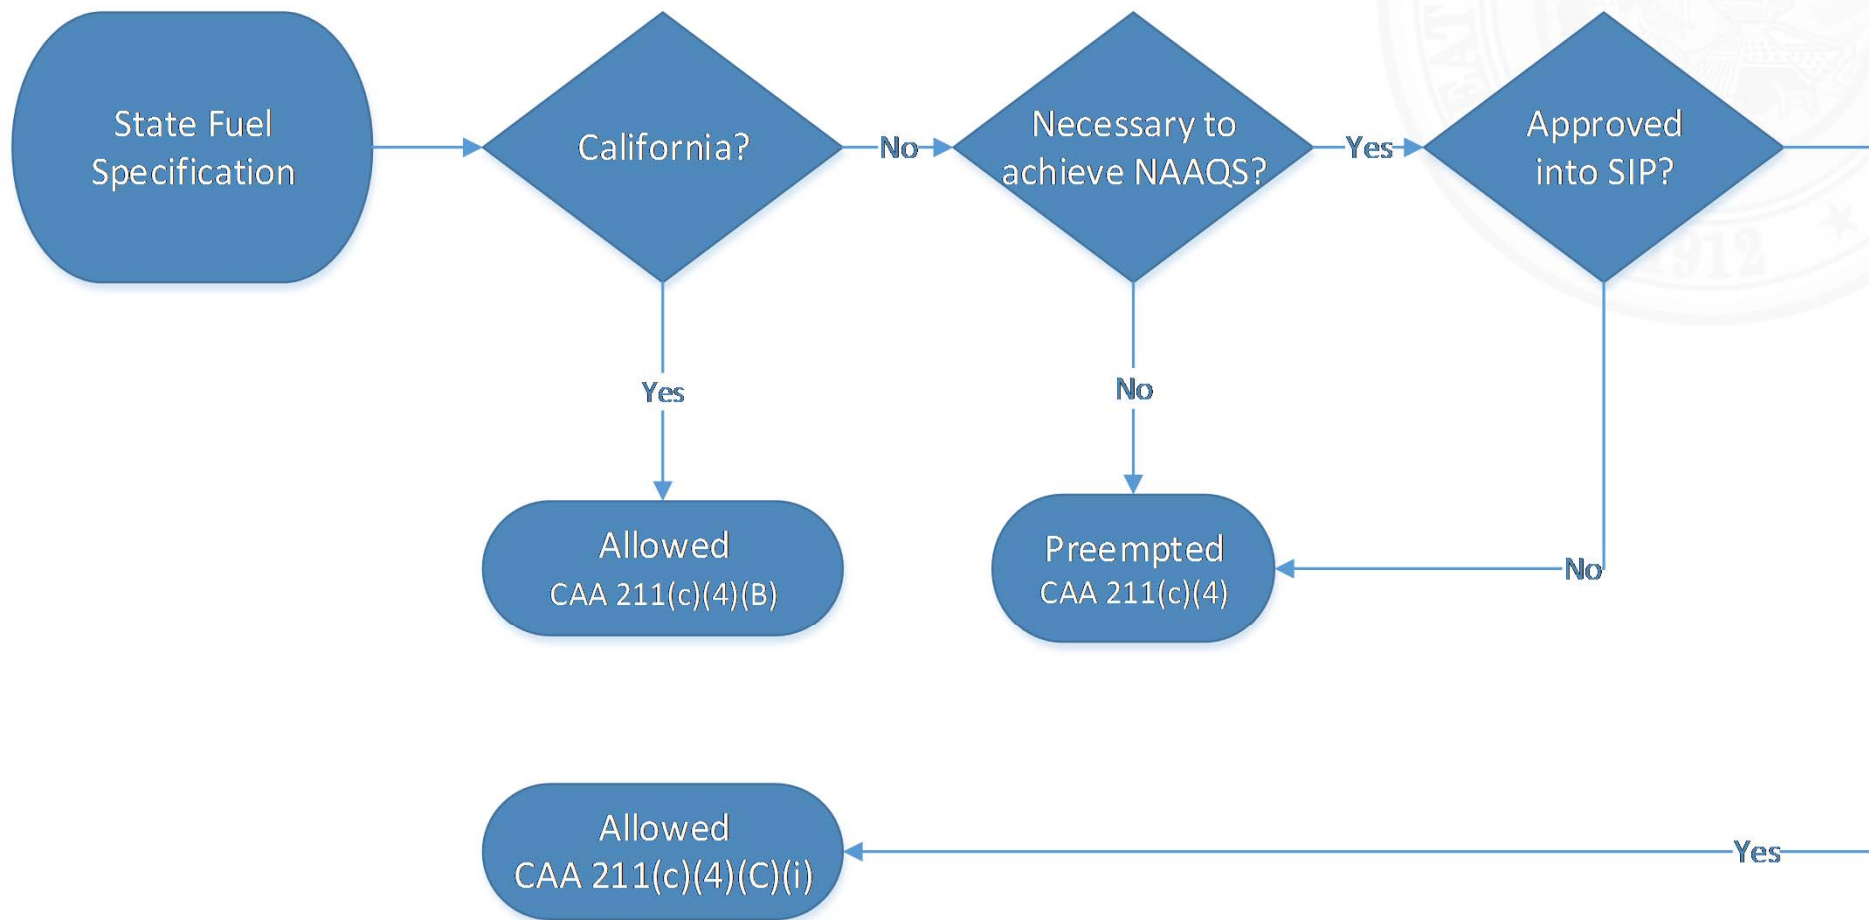 State Fuel
Specification
California?
No
Necessary to
achieve NAAQS?
Yes
Approved
into SIP?
1912
Yes
No
Allowed
CAA 211(c)(4)(B)
Preempted
CAA 211(c)(4)
No
Allowed
CAA 211(c)(4)(C)(i)
Yes